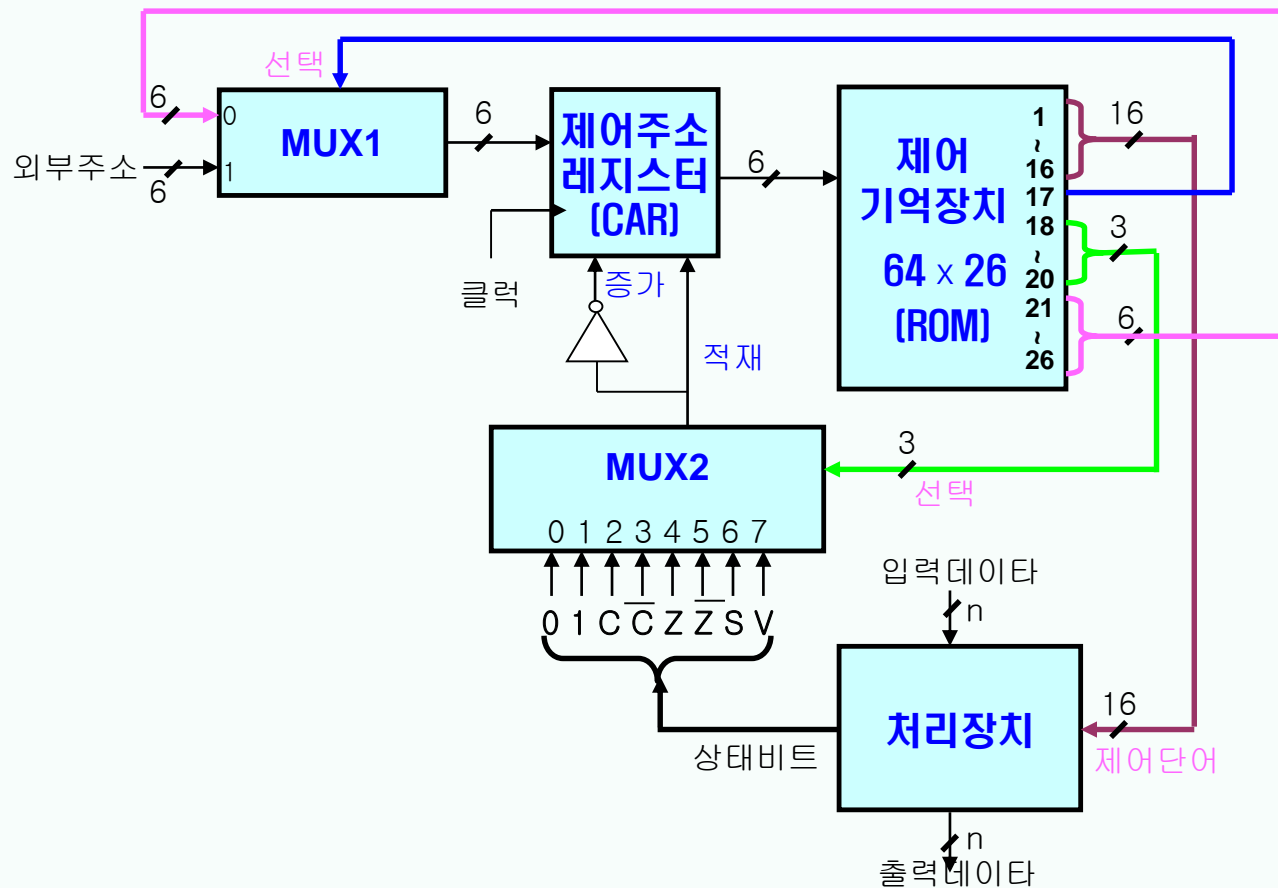 선택
6
0
MUX1
외부주소
6
1
6
제어주소
레지스터
(CAR)
클럭
증가
적재
6
제어
기억장치
64 x 26
(ROM)
1
~
16
17
18
~
20
21
~
26
16
3
6
MUX2
0 1 2 3 4 5 6 7
3
선택
0 1 C C̅ Z Z̅ S V
상태비트
입력데이타
n
처리장치
16
제어단어
n
출력데이타